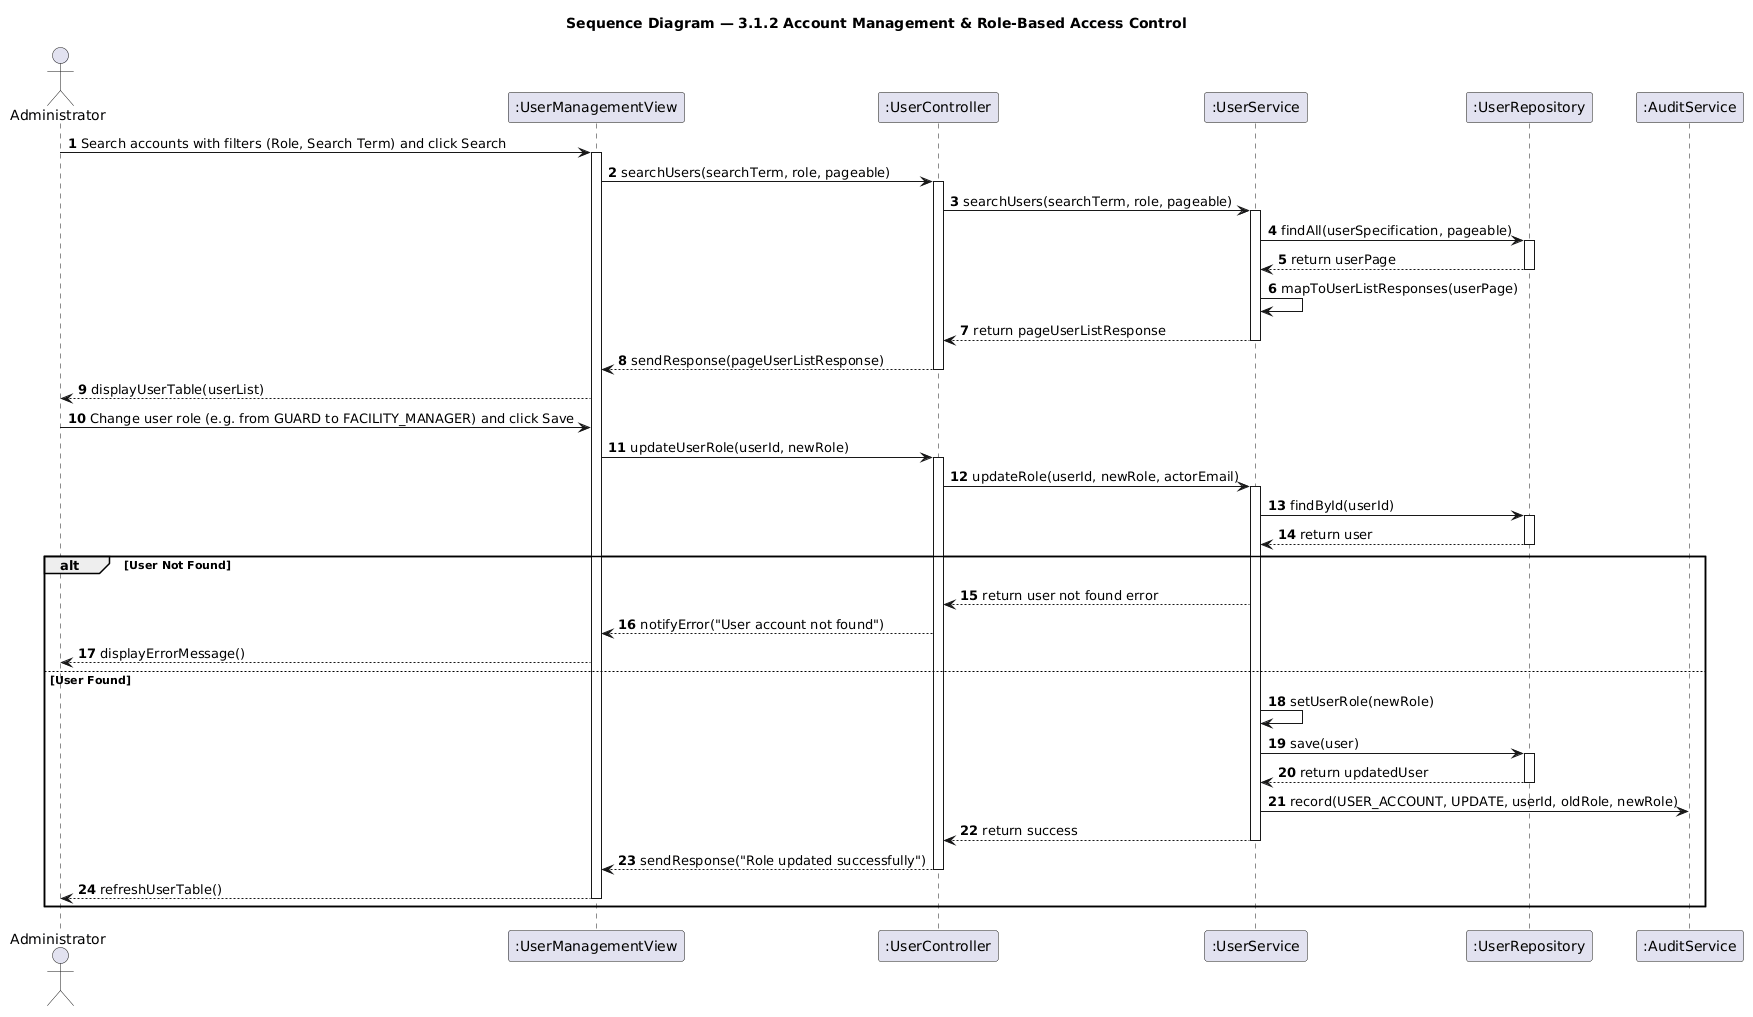 Sequence Diagram — 3.1.2 Account Management & Role-Based Access Control
Administrator
:UserManagementView
:UserController
:UserService
:UserRepository
:AuditService
1 Search accounts with filters (Role, Search Term) and click Search
2 searchUsers(searchTerm, role, pageable)
3 searchUsers(searchTerm, role, pageable)
4 findAll(userSpecification, pageable)
5 return userPage
6 mapToUserListResponses(userPage)
7 return pageUserListResponse
8 sendResponse(pageUserListResponse)
9 displayUserTable(userList)
10 Change user role (e.g. from GUARD to FACILITY_MANAGER) and click Save
11 updateUserRole(userId, newRole)
12 updateRole(userId, newRole, actorEmail)
13 findById(userId)
14 return user
alt [User Not Found]
15 return user not found error
16 notifyError("User account not found")
17 displayErrorMessage()
[User Found]
18 setUserRole(newRole)
19 save(user)
20 return updatedUser
21 record(USER_ACCOUNT, UPDATE, userId, oldRole, newRole)
22 return success
23 sendResponse("Role updated successfully")
24 refreshUserTable()
Administrator
:UserManagementView
:UserController
:UserService
:UserRepository
:AuditService